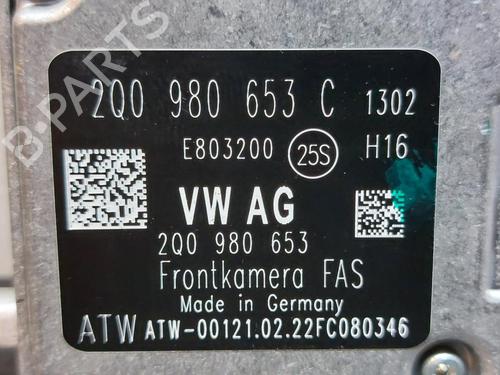 B-PARTS
2Q0 980 653 C 1302
E803200 25S H16
VW AG
2Q0 980 653
Frontkamera FAS
Made in Germany
ATW ATW-00121.02.22FC080346